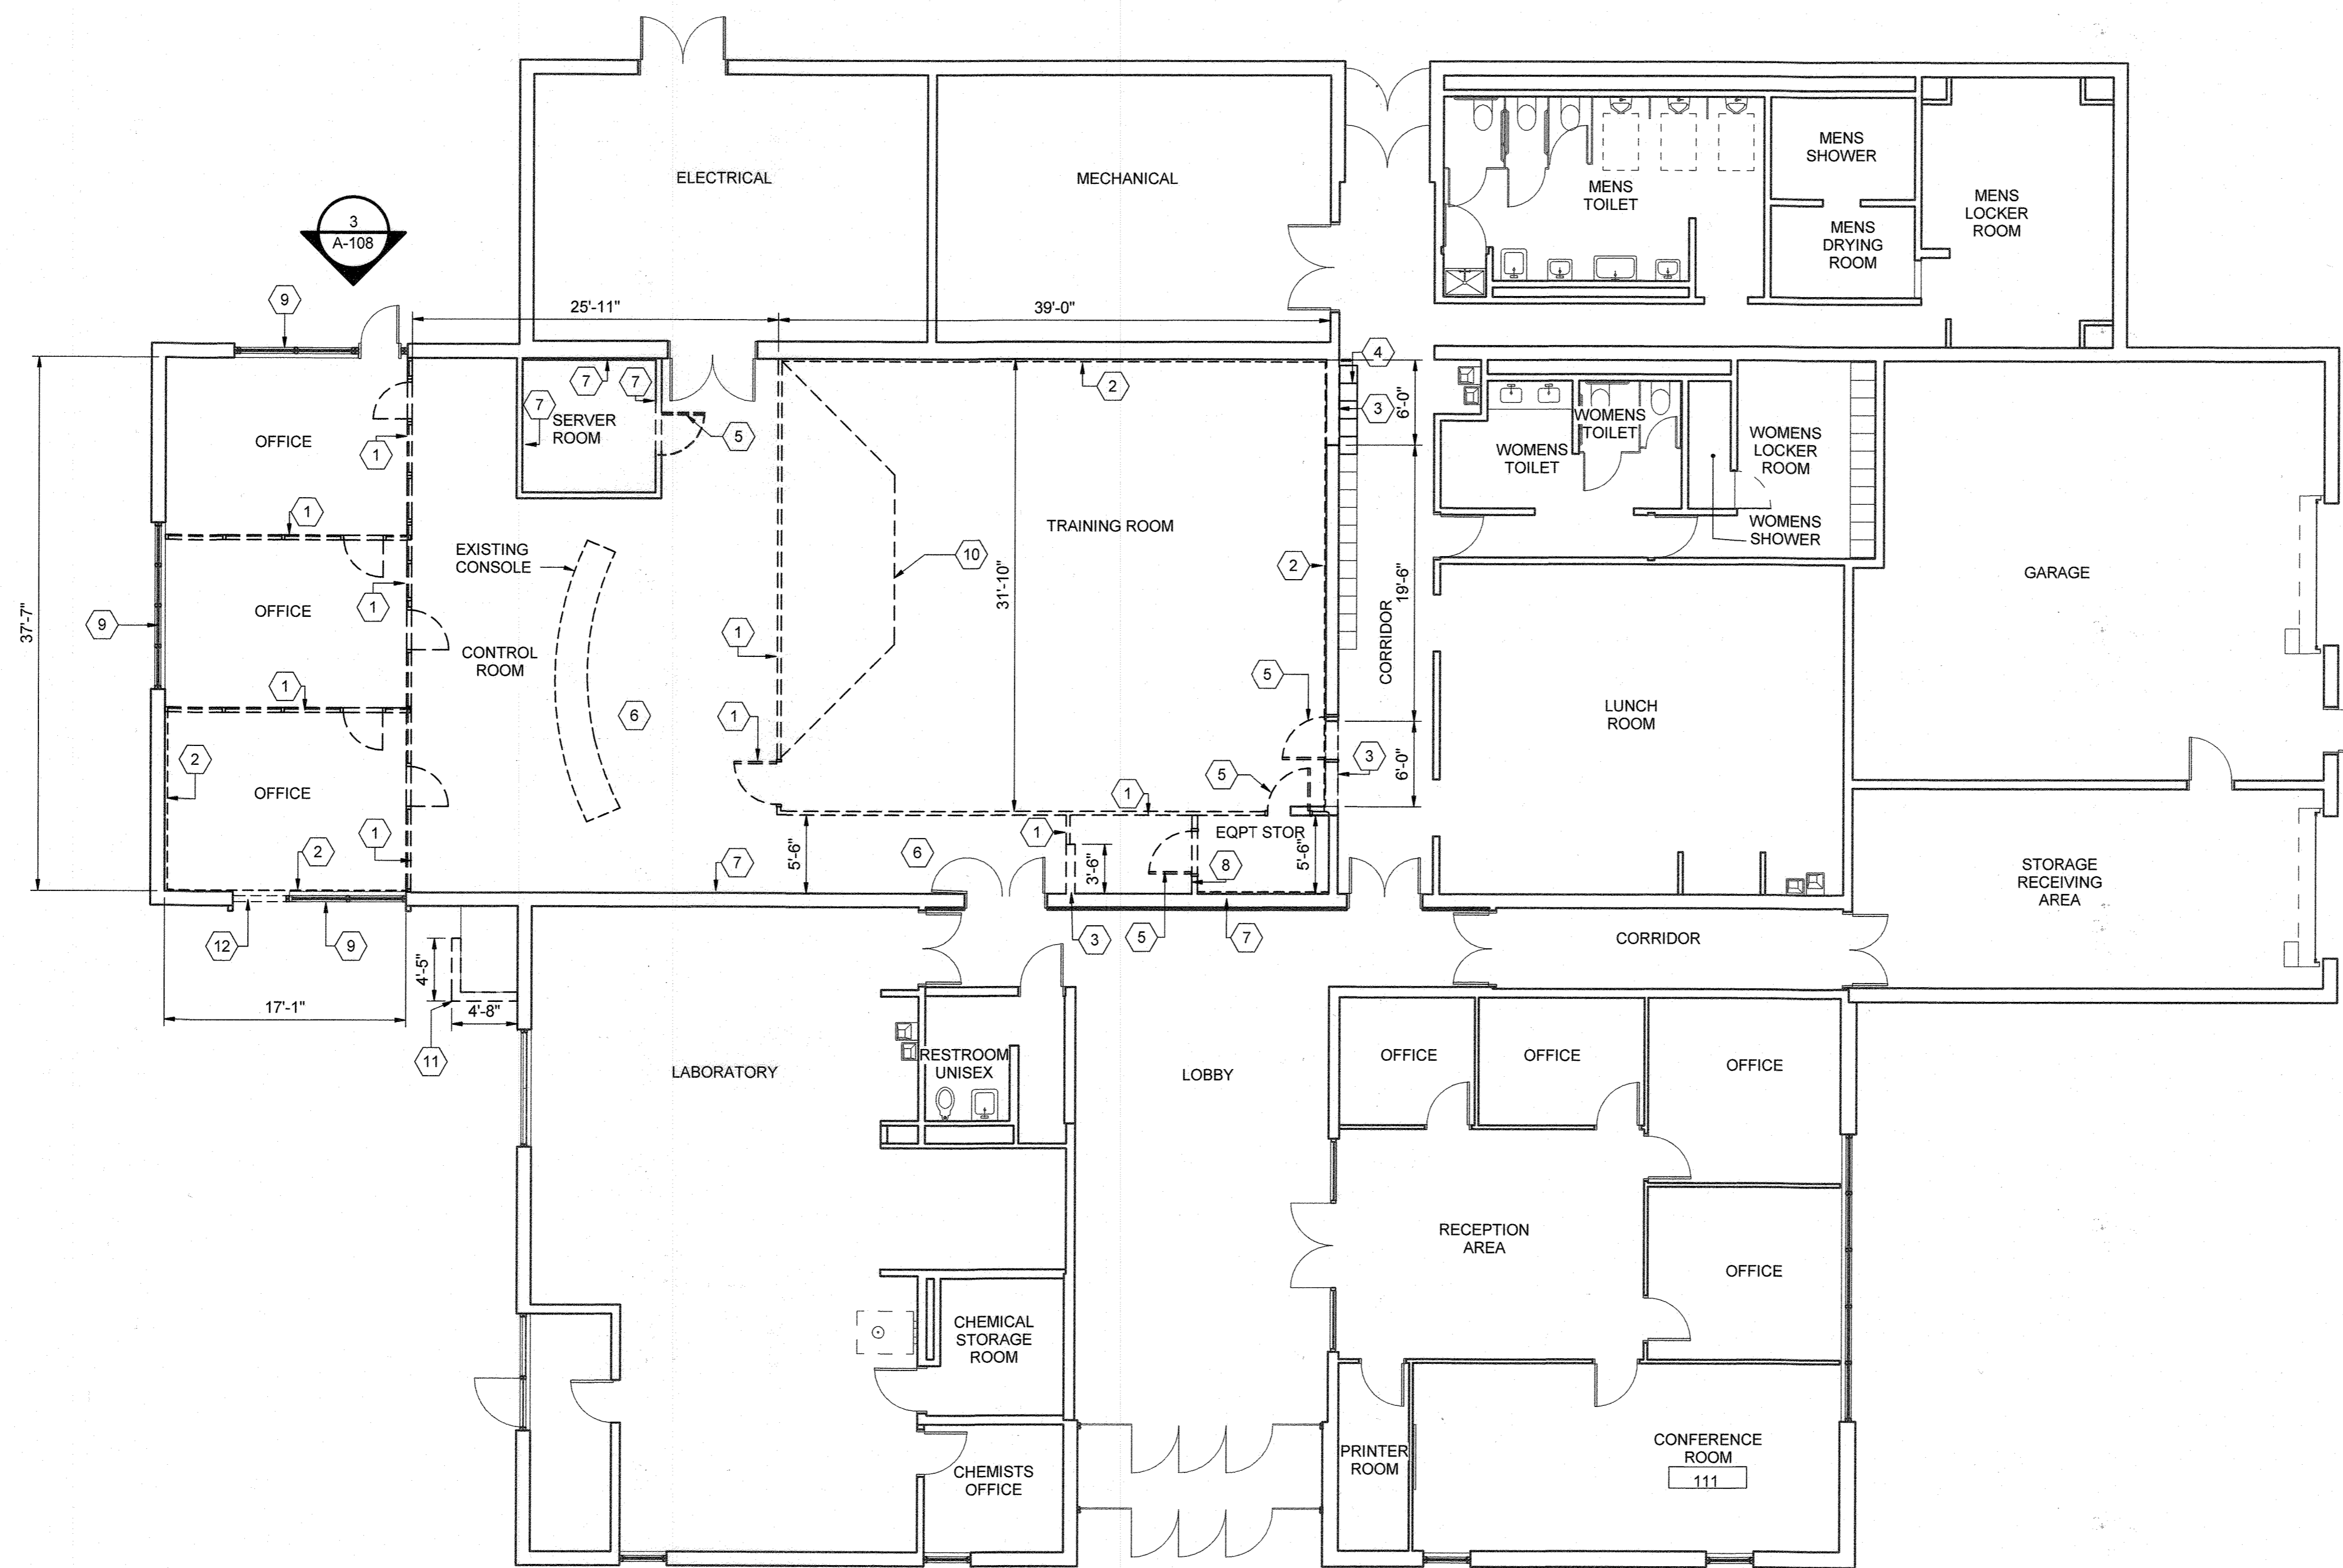 ELECTRICAL
MECHANICAL
MENS
TOILET
MENS
SHOWER
MENS
DRYING
ROOM
MENS
LOCKER
ROOM
3
A-108
9
25'-11"
39'-0"
4
3
6'-0"
7
7
7
SERVER
ROOM
5
2
OFFICE
1
1
WOMENS
TOILET
WOMENS
TOILET
WOMENS
LOCKER
ROOM
WOMENS
SHOWER
TRAINING ROOM
EXISTING
CONSOLE
10
2
31'-10"
19'-6"
CORRIDOR
GARAGE
37'-7"
9
OFFICE
1
1
CONTROL
ROOM
1
6
1
5
LUNCH
ROOM
2
OFFICE
1
2
3
6'-0"
5
1
1
EQPT STOR
5'-6"
6
3'-6"
8
5'-6"
7
STORAGE
RECEIVING
AREA
12
9
3
5
7
CORRIDOR
4'-5"
4'-8"
17'-1"
11
LABORATORY
RESTROOM
UNISEX
LOBBY
OFFICE
OFFICE
OFFICE
RECEPTION
AREA
OFFICE
CHEMICAL
STORAGE
ROOM
CHEMISTS
OFFICE
PRINTER
ROOM
CONFERENCE
ROOM
111